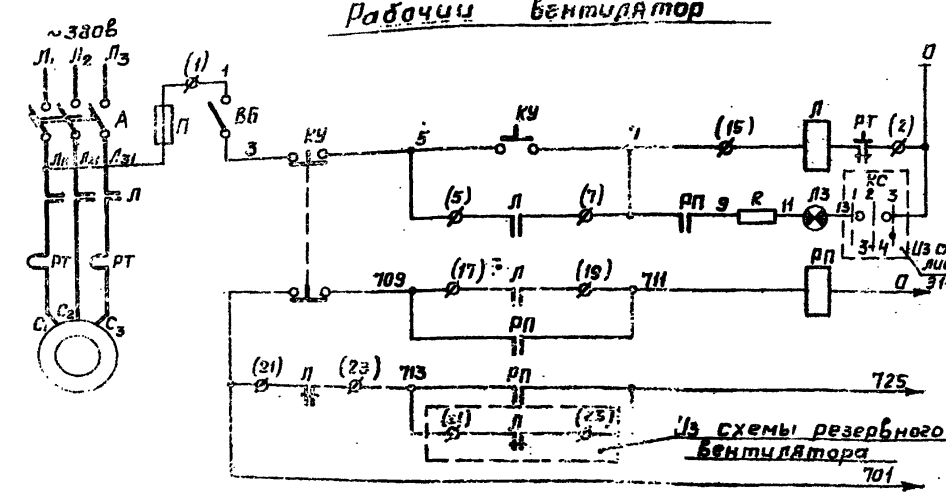 Рабочий вентилятор
~380В
Л1 Л2 Л3
А
П
(1) 1
ВБ
3
КУ
5
КУ
(15)
Л
РТ
(2)
0
Л11 Л21 Л31
Л
(5)
Л
(7)
РП
9
R
11
ЛЗ
13
КС
1 2 3
3 4
РТ РТ
С1 С2 С3
709
(17)
Л
(19)
711
РП
0
РП
(21)
Л
(23)
713
РП
725
(21)
Л
(23)
Из схемы резервного
вентилятора
701